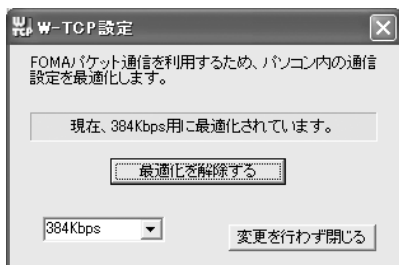 W-TCP設定
FOMAパケット通信を利用するため、パソコン内の通信
設定を最適化します。
現在、384Kbps用に最適化されています。
最適化を解除する
384Kbps
変更を行わず閉じる